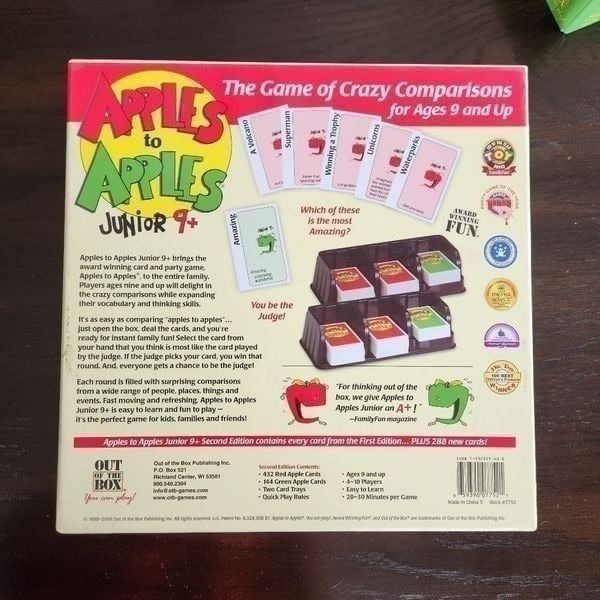 APPLES
to
APPLES
JUNIOR 9+
The Game of Crazy Comparisons
for Ages 9 and Up
A Volcano
Superman
Winning a Trophy
Unicorns
Waterparks
Amazing
Which of these
is the most
Amazing?
You be the
Judge!
AWARD
WINNING
FUN
Apples to Apples Junior 9+ brings the
award winning card and party game,
Apples to Apples®, to the entire family.
Players ages nine and up will delight in
the crazy comparisons while expanding
their vocabulary and thinking skills.
It's as easy as comparing "apples to apples"...
just open the box, deal the cards, and you're
ready for instant family fun! Select the card from
your hand that you think is most like the card played
by the judge. If the judge picks your card, you win that
round. And, everyone gets a chance to be the judge!
Each round is filled with surprising comparisons
from a wide range of people, places, things and
events. Fast moving and refreshing, Apples to Apples
Junior 9+ is easy to learn and fun to play –
it's the perfect game for kids, families and friends!
"For thinking out of the
box, we give Apples to
Apples Junior an A+!"
–FamilyFun magazine
Apples to Apples Junior 9+ Second Edition contains every card from the First Edition... PLUS 288 new cards!
OUT
OF THE
BOX
You can play!
Out of the Box Publishing Inc.
P.O. Box 521
Richland Center, WI 53581
800.540.2304
info@otb-games.com
www.otb-games.com
Second Edition Contents:
• 432 Red Apple Cards
• 144 Green Apple Cards
• Two Card Trays
• Quick Play Rules
• Ages 9 and up
• 4–10 Players
• Easy to Learn
• 20–30 Minutes per Game
Made in China Stock #7752